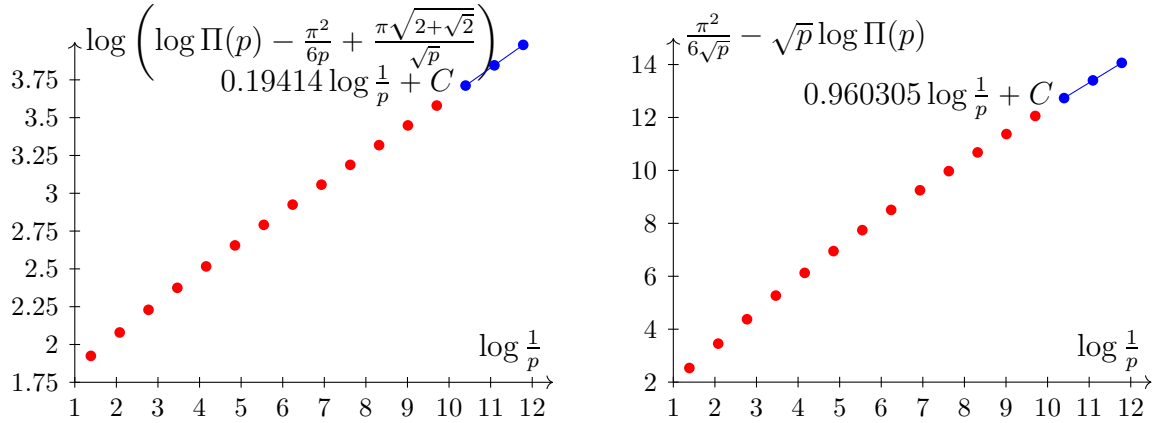 log (log Π(p) − π²/6p + π√(2+√2)/√p)
0.19414 log 1/p + C
3.75
3.5
3.25
3
2.75
2.5
2.25
2
1.75
log 1/p
1 2 3 4 5 6 7 8 9 10 11 12
π²/6√p − √p log Π(p)
0.960305 log 1/p + C
14
12
10
8
6
4
2
log 1/p
1 2 3 4 5 6 7 8 9 10 11 12